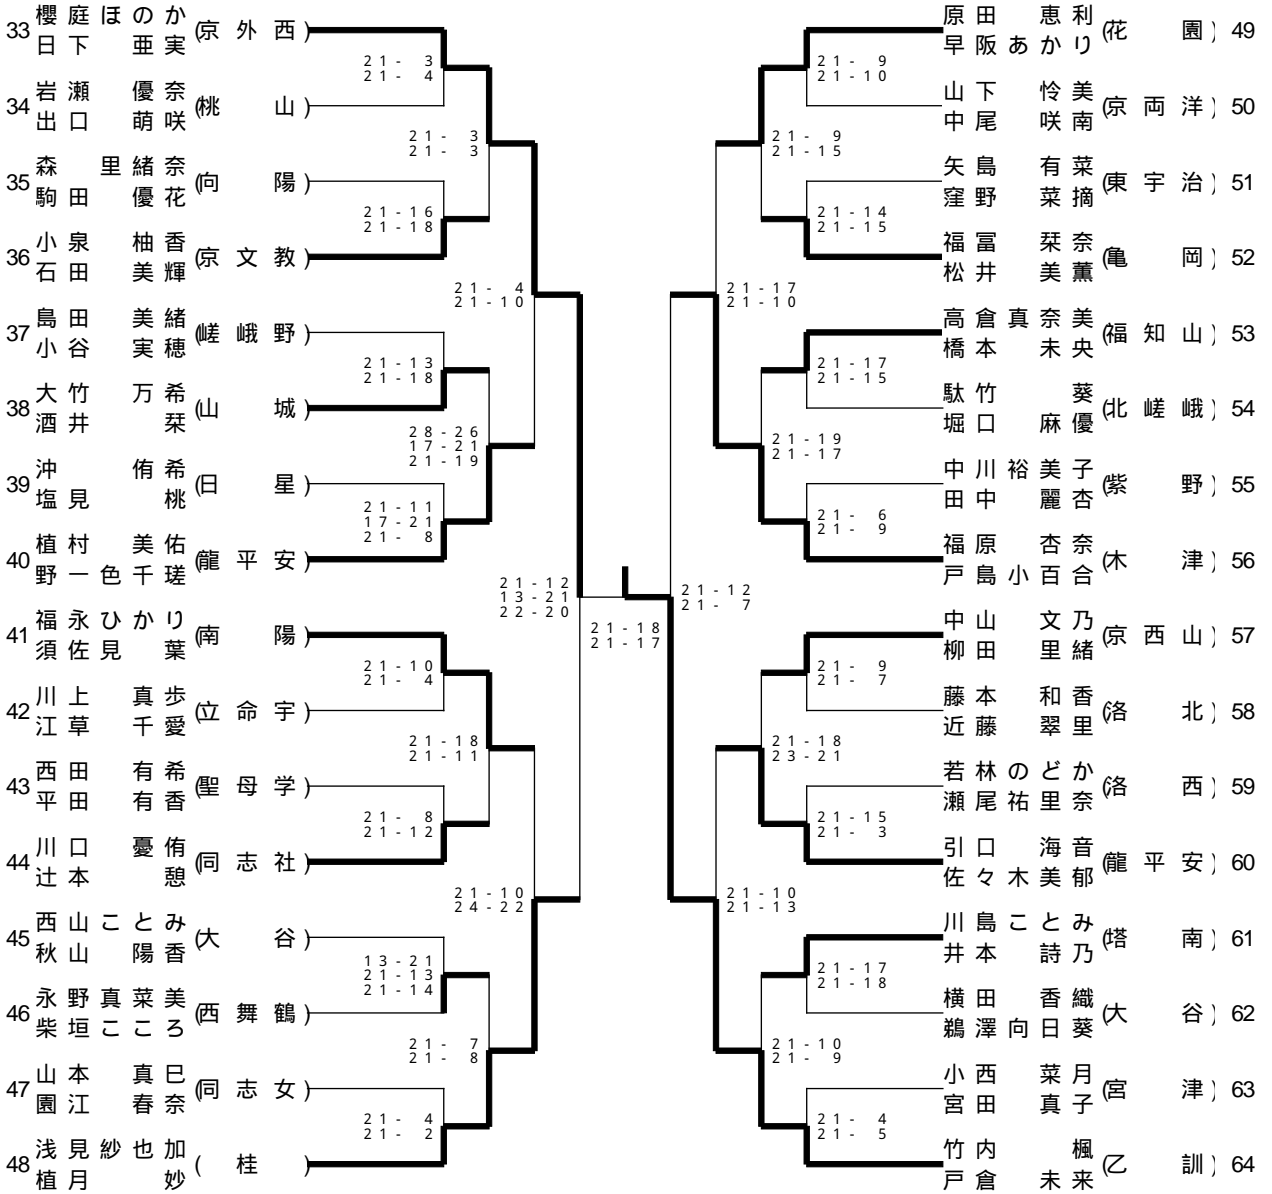 33 櫻庭ほのか (京外西)
日下 亜実
21- 3
21- 4
34 岩瀬 優奈 (桃山)
出口 萌咲
21- 3
21- 3
35 森 里緒奈 (向陽)
駒田 優花
21-16
21-18
36 小泉 柚香 (京文教)
石田 美輝
21- 4
21-10
37 島田 美緒 (嵯峨野)
小谷 実穂
21-13
21-18
38 大竹 万希 (山城)
酒井 栞
28-26
17-21
21-19
39 沖 侑希 (日星)
塩見 桃
21-11
17-21
21- 8
40 植村 美佑 (龍平安)
野一色千瑳
21-12
13-21
22-20
41 福永ひかり (南陽)
須佐見 葉
21-10
21- 4
42 川上 真歩 (立命宇)
江草 千愛
21-18
21-11
43 西田 有希 (聖母学)
平田 有香
21- 8
21-12
44 川口 憂侑 (同志社)
辻本 憩
21-10
24-22
45 西山ことみ (大谷)
秋山 陽香
13-21
21-13
21-14
46 永野真菜美 (西舞鶴)
柴垣こころ
21- 7
21- 8
47 山本 真巳 (同志女)
園江 春奈
21- 4
21- 2
48 浅見紗也加 (桂)
植月 妙
21-18
21-17
原田 恵利 (花園) 49
早阪あかり
21- 9
21-10
山下 怜美 (京両洋) 50
中尾 咲南
21- 9
21-15
矢島 有菜 (東宇治) 51
窪野 菜摘
21-14
21-15
福冨 栞奈 (亀岡) 52
松井 美薫
21-17
21-10
高倉真奈美 (福知山) 53
橋本 未央
21-17
21-15
駄竹 葵 (北嵯峨) 54
堀口 麻優
21-19
21-17
中川裕美子 (紫野) 55
田中 麗杏
21- 6
21- 9
福原 杏奈 (木津) 56
戸島小百合
21-12
21- 7
中山 文乃 (京西山) 57
柳田 里緒
21- 9
21- 7
藤本 和香 (洛北) 58
近藤 翠里
21-18
23-21
若林のどか (洛西) 59
瀬尾祐里奈
21-15
21- 3
引口 海音 (龍平安) 60
佐々木美郁
21-10
21-13
川島ことみ (塔南) 61
井本 詩乃
21-17
21-18
横田 香織 (大谷) 62
鵜澤向日葵
21-10
21- 9
小西 菜月 (宮津) 63
宮田 真子
21- 4
21- 5
竹内 楓 (乙訓) 64
戸倉 未来